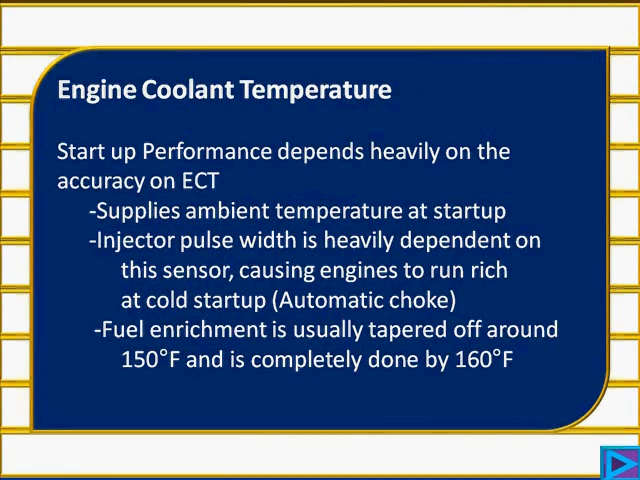 Engine Coolant Temperature
Start up Performance depends heavily on the
accuracy on ECT
-Supplies ambient temperature at startup
-Injector pulse width is heavily dependent on
this sensor, causing engines to run rich
at cold startup (Automatic choke)
-Fuel enrichment is usually tapered off around
150°F and is completely done by 160°F